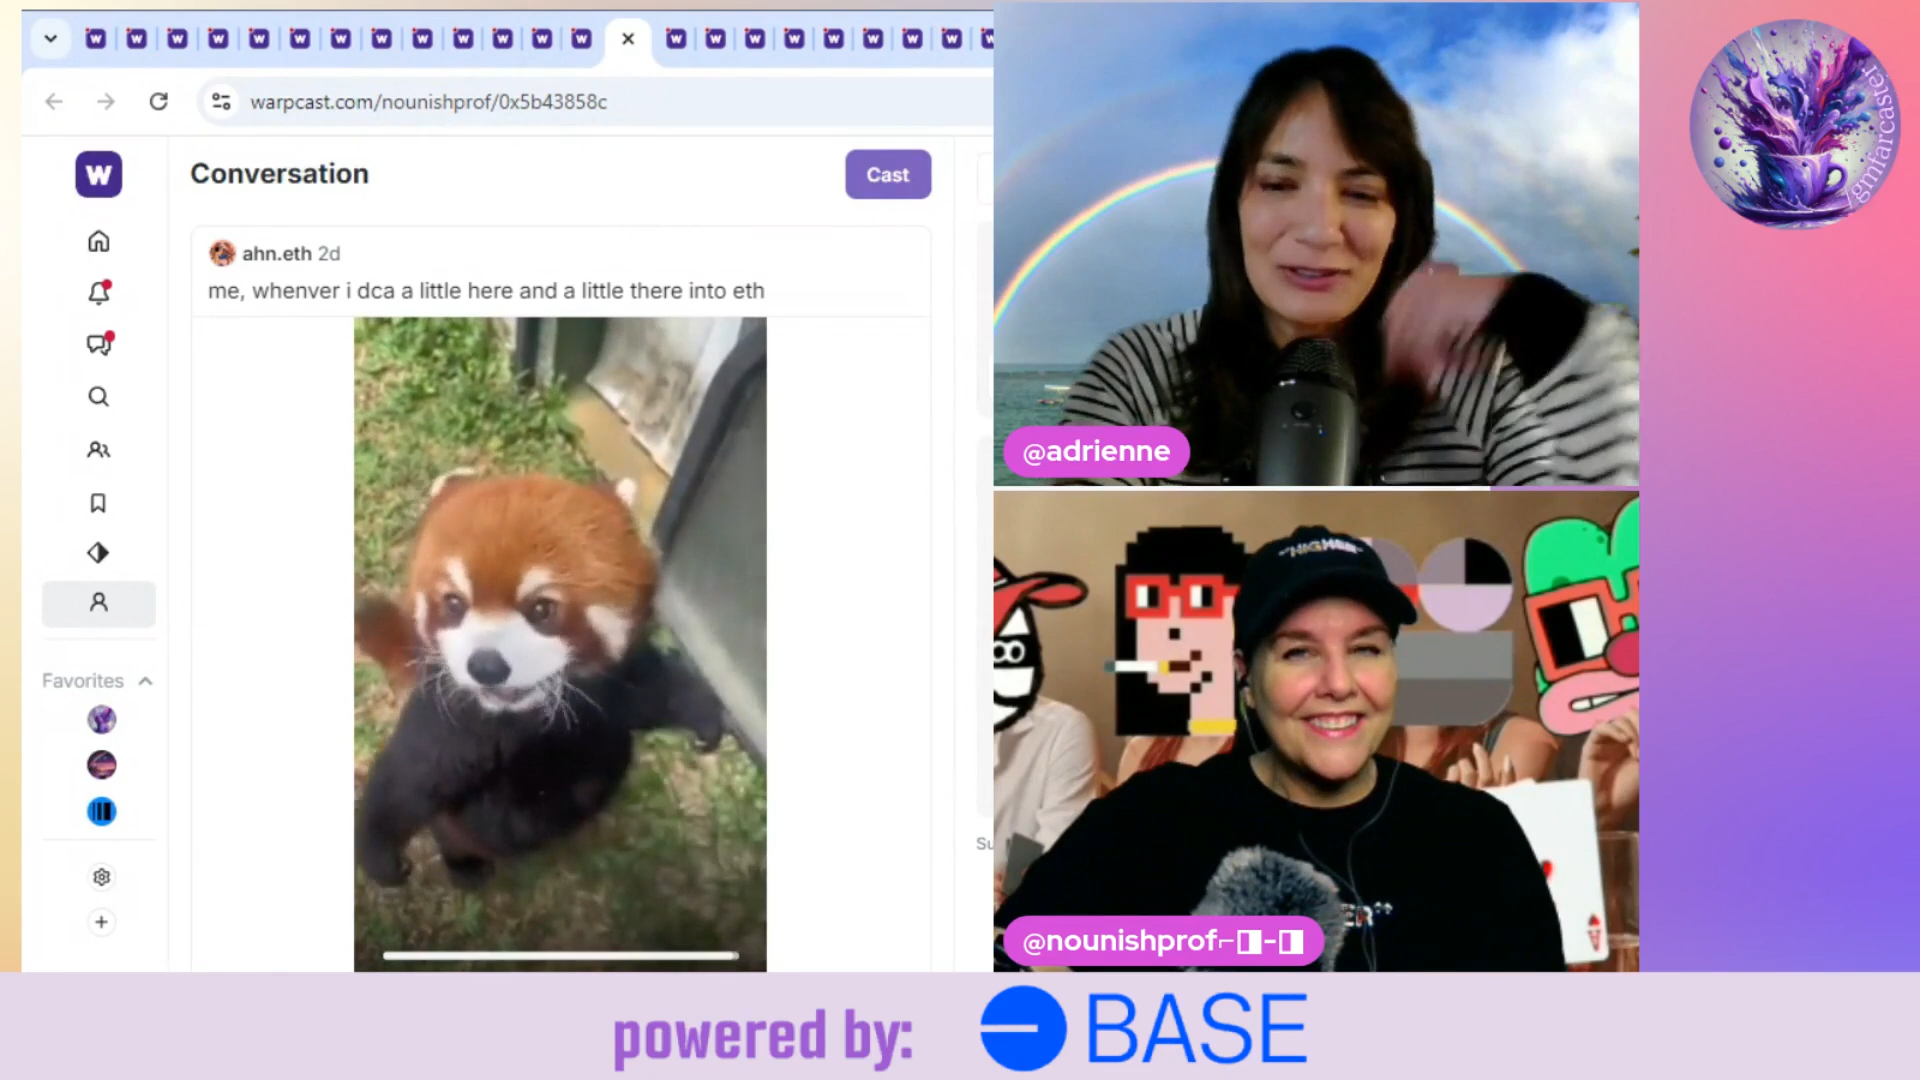 warpcast.com/nounishprof/0x5b43858c
Conversation
Cast
ahn.eth 2d
me, whenver i dca a little here and a little there into eth
Favorites
@adrienne
"HIGHER"
@nounishprof
/gmfarcaster
powered by:
BASE